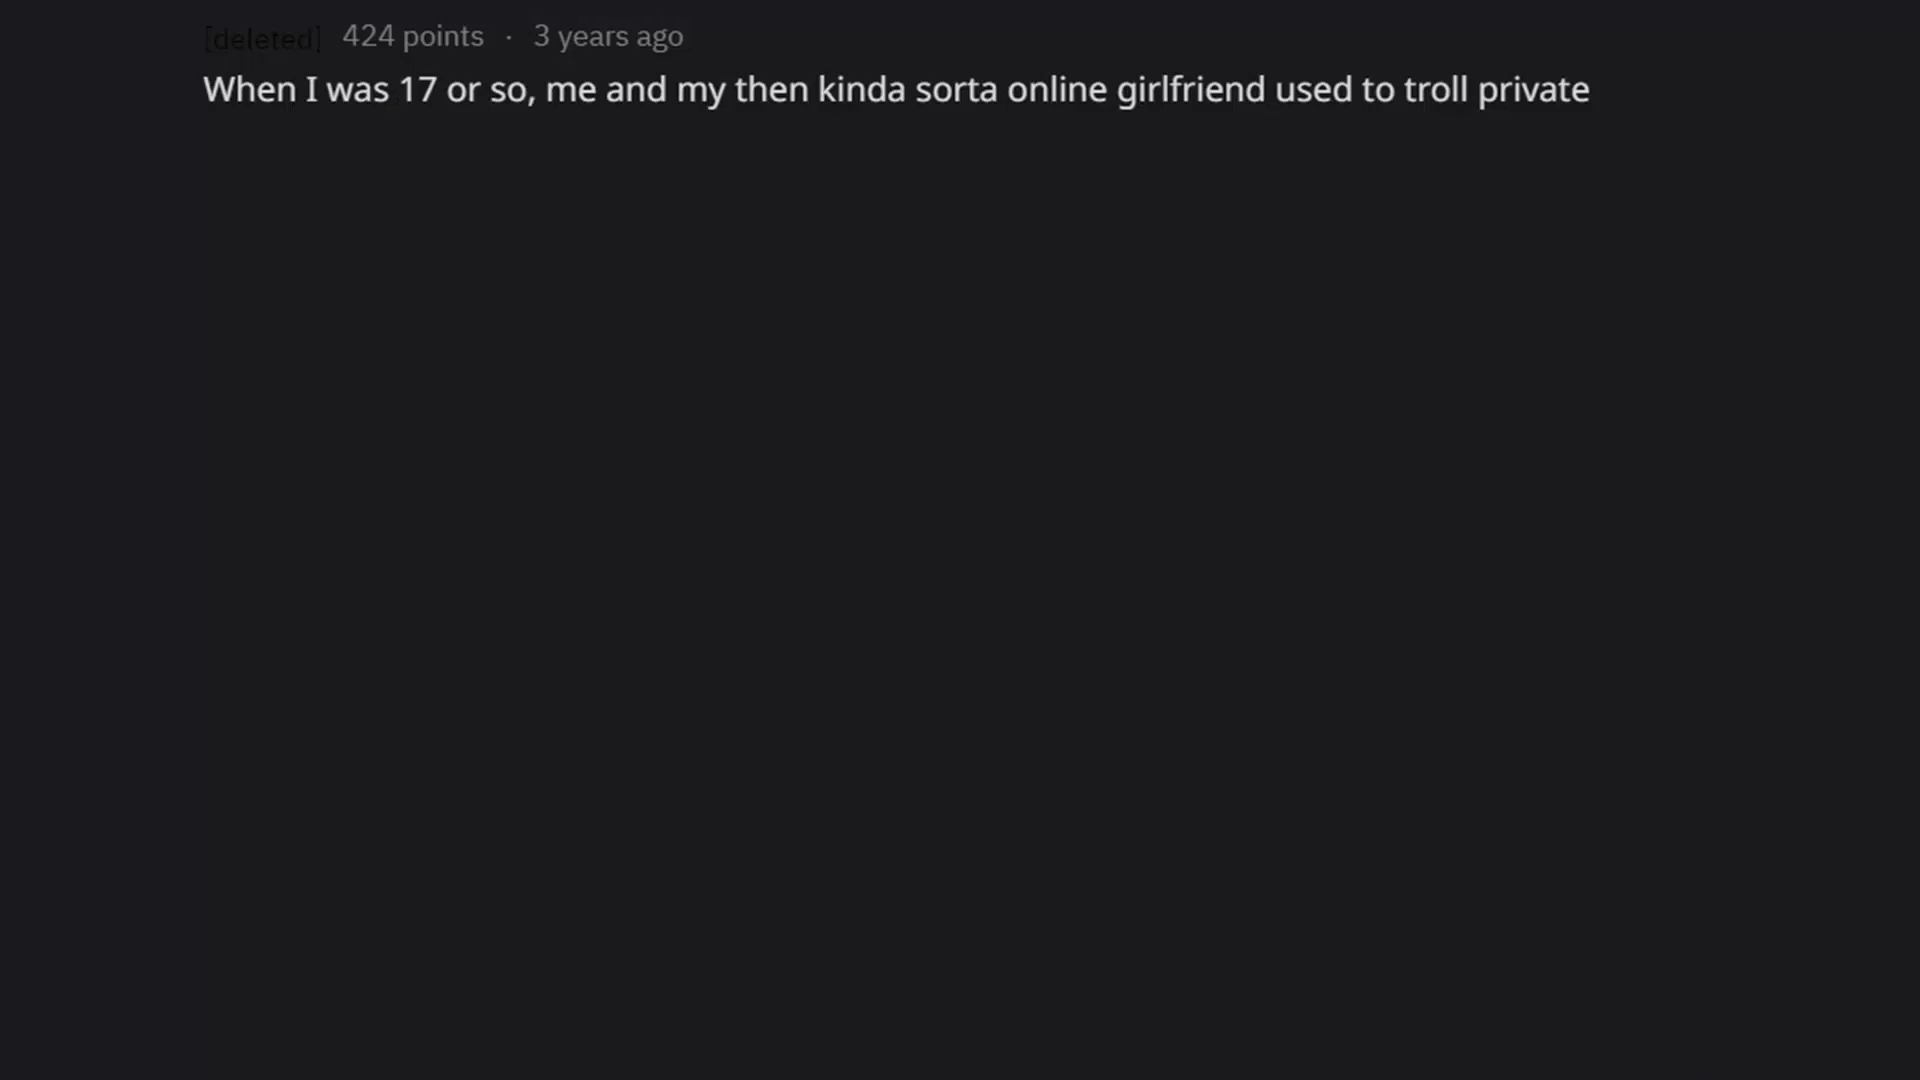 [deleted] 424 points · 3 years ago
When I was 17 or so, me and my then kinda sorta online girlfriend used to troll private